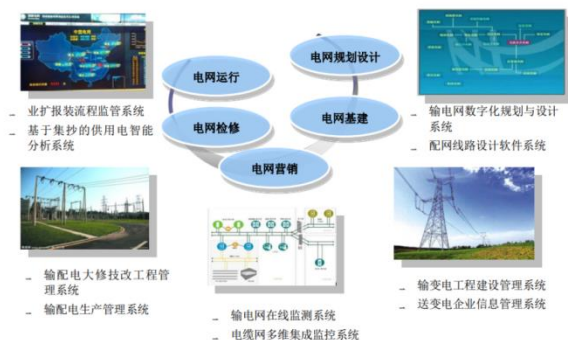 电网规划设计
电网运行
电网基建
电网检修
电网营销
业扩报装流程监管系统
基于集抄的供用电智能
分析系统
输电网数字化规划与设计
系统
配网线路设计软件系统
输配电大修技改工程管
理系统
输配电生产管理系统
输电网在线监测系统
电缆网多维集成监控系统
输变电工程建设管理系统
送变电企业信息管理系统